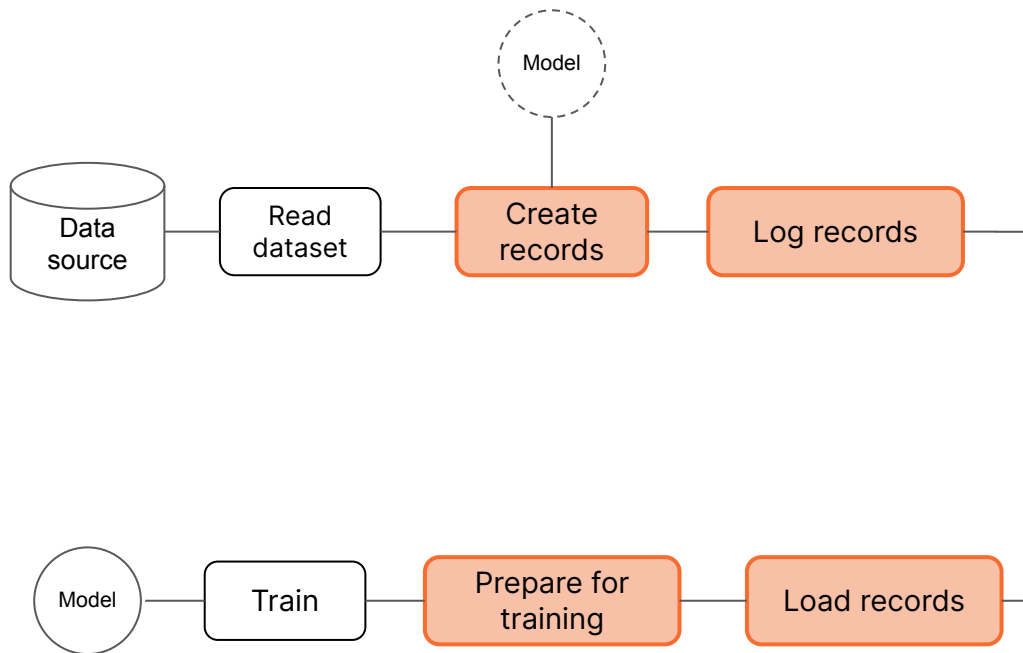 Model
Data
source
Read
dataset
Create
records
Log records
Model
Train
Prepare for
training
Load records